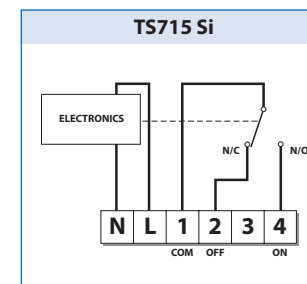 TS715 Si
ELECTRONICS
N/C N/O
N L 1 2 3 4
COM OFF ON